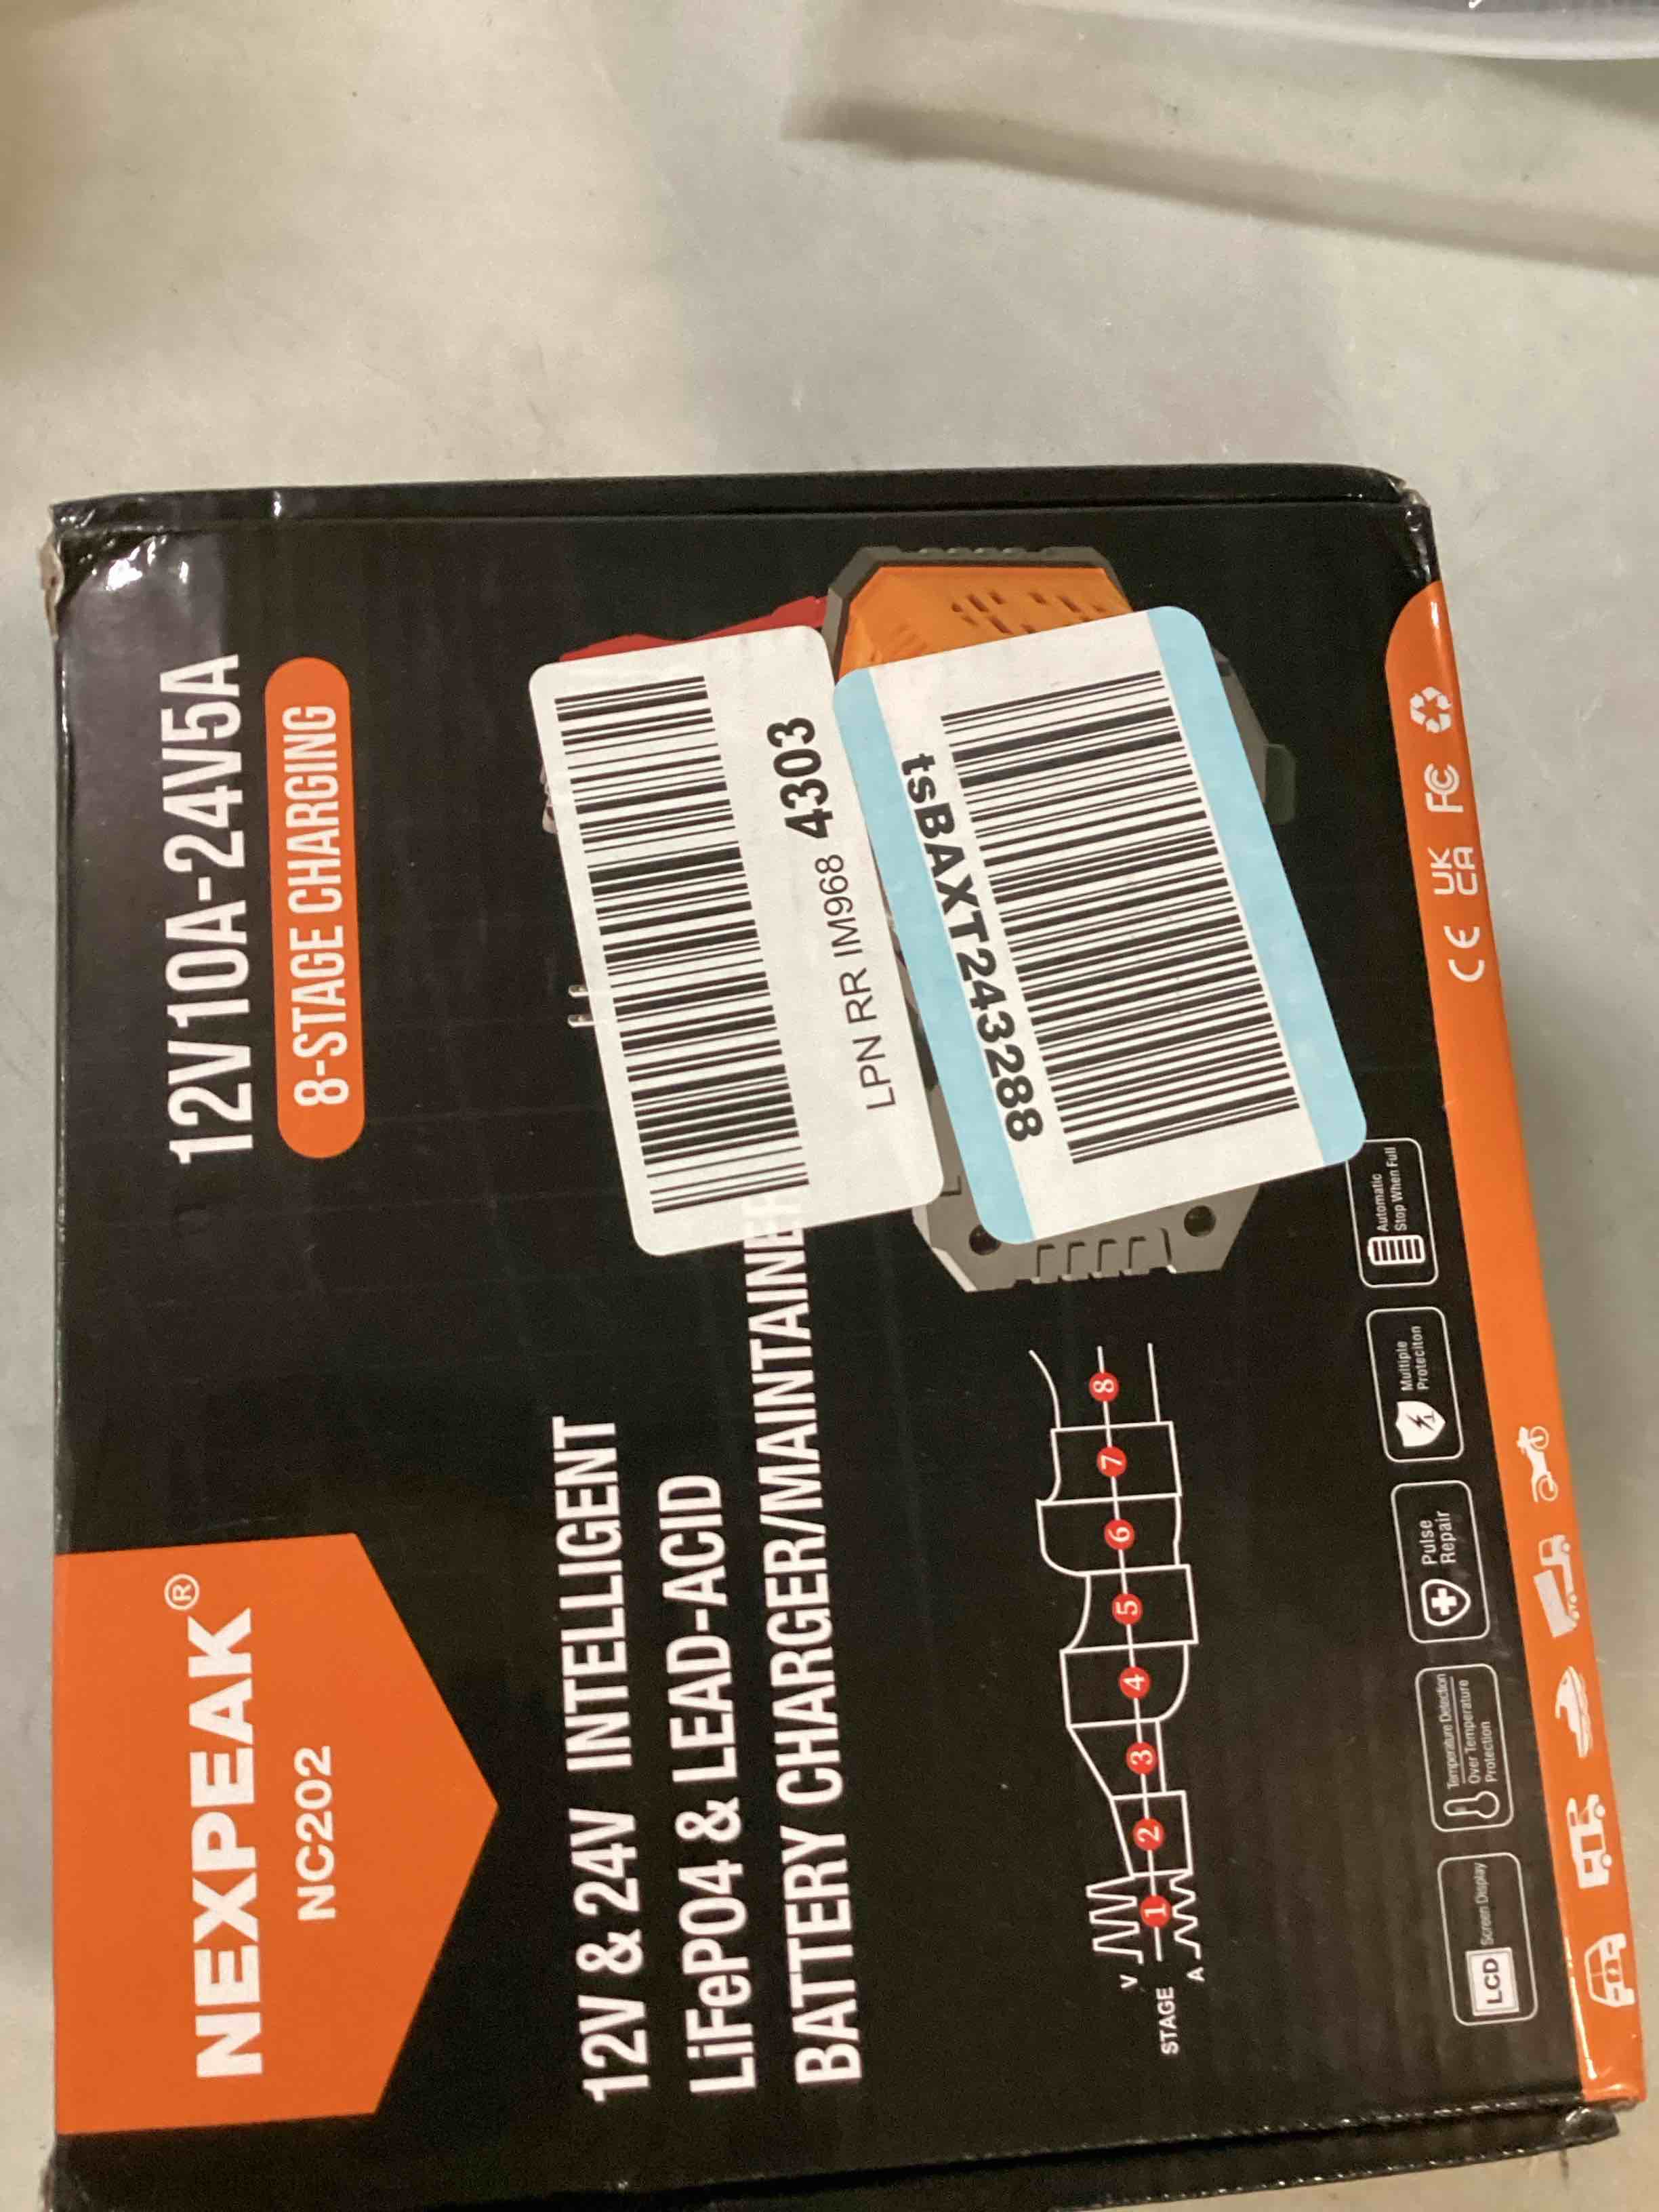 NEXPEAK®
NC202
12V10A-24V5A
8-STAGE CHARGING
12V & 24V INTELLIGENT
LiFePO4 & LEAD-ACID
BATTERY CHARGER/MAINTAINER
LPN RR IM968 4303
tsBAXT243288
V
STAGE
A
1 2 3 4 5 6 7 8
LCD
Screen Display
Temperature Detection
Over Temperature
Protection
Pulse
Repair
Multiple
Proteciton
Automatic
Stop When Full
CE UK
CA FC